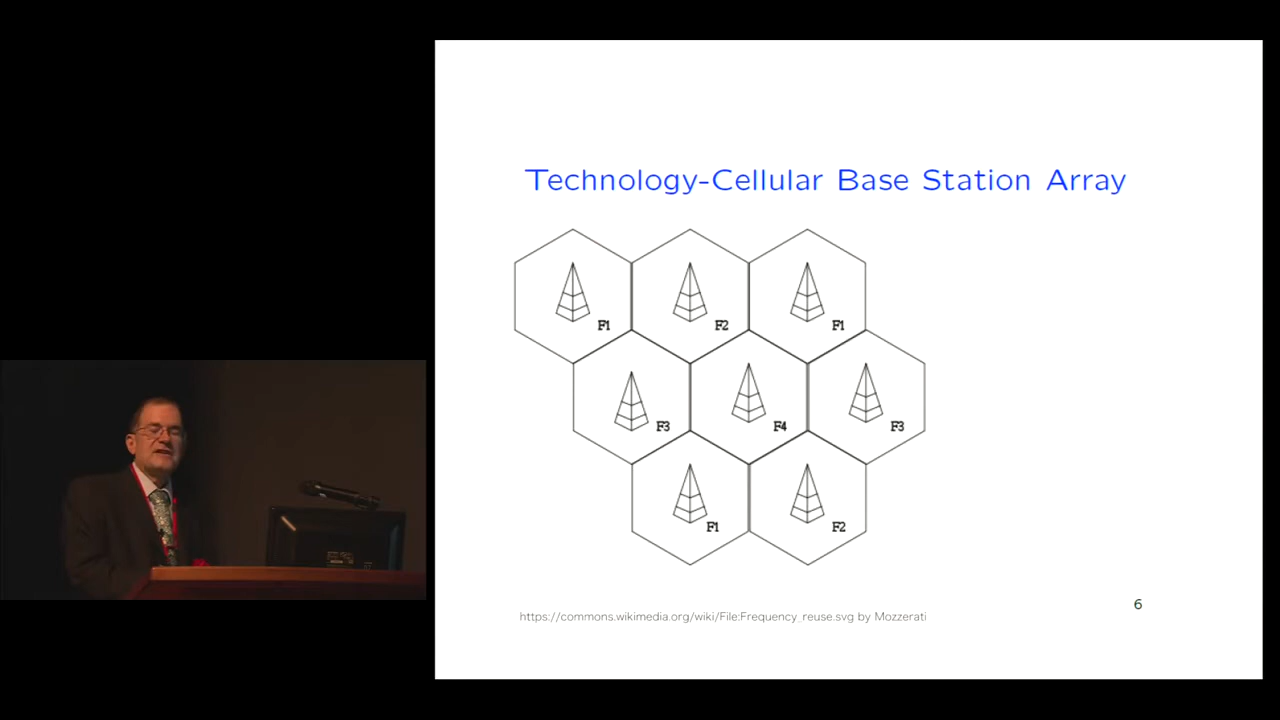 Technology-Cellular Base Station Array
F1 F2 F1
F3 F4 F3
F1 F2
https://commons.wikimedia.org/wiki/File:Frequency_reuse.svg by Mozzerati
6